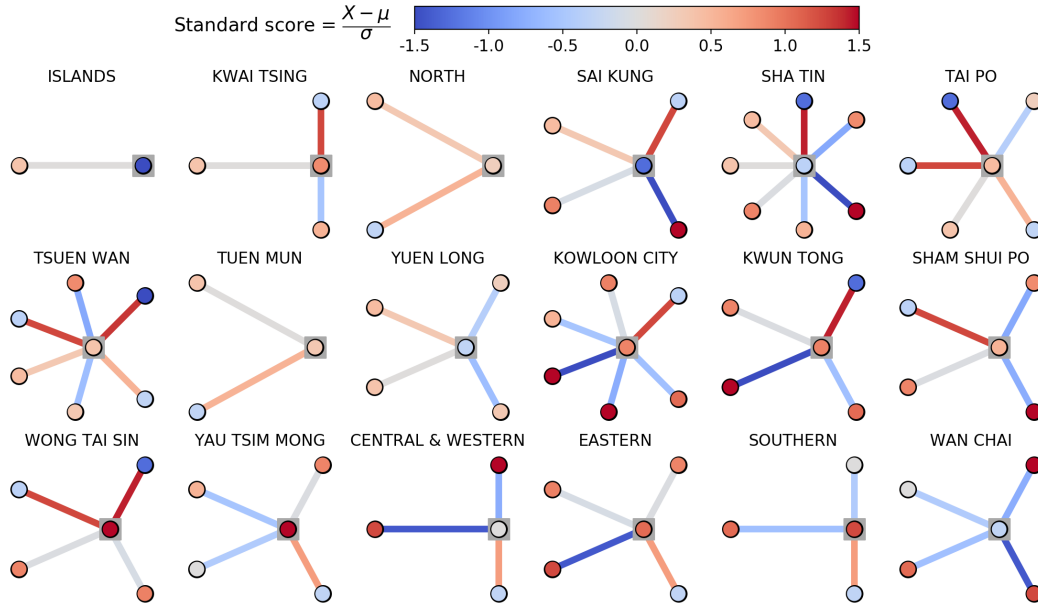 Standard score = X − μ / σ
-1.5 -1.0 -0.5 0.0 0.5 1.0 1.5
ISLANDS KWAI TSING NORTH SAI KUNG SHA TIN TAI PO
TSUEN WAN TUEN MUN YUEN LONG KOWLOON CITY KWUN TONG SHAM SHUI PO
WONG TAI SIN YAU TSIM MONG CENTRAL & WESTERN EASTERN SOUTHERN WAN CHAI